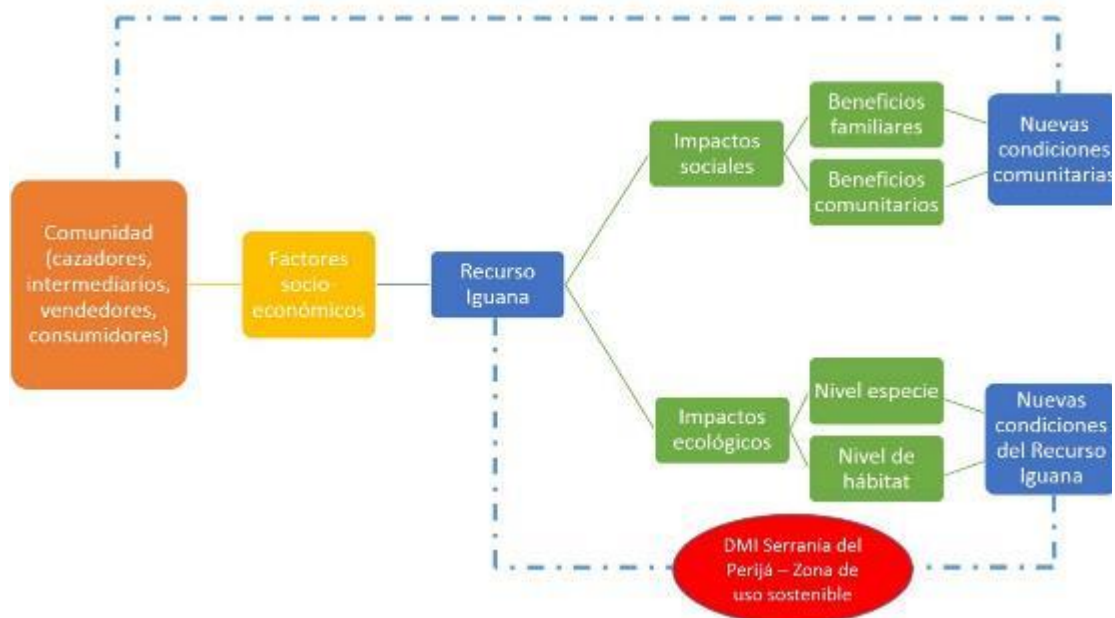 Comunidad
(cazadores,
intermediarios,
vendedores,
consumidores)
Factores
socio-
económicos
Recurso
Iguana
Impactos
sociales
Beneficios
familiares
Beneficios
comunitarios
Nuevas
condiciones
comunitarias
Impactos
ecológicos
Nivel especie
Nivel de
hábitat
Nuevas
condiciones
del Recurso
Iguana
DMI Serranía del
Perijá – Zona de
uso sostenible